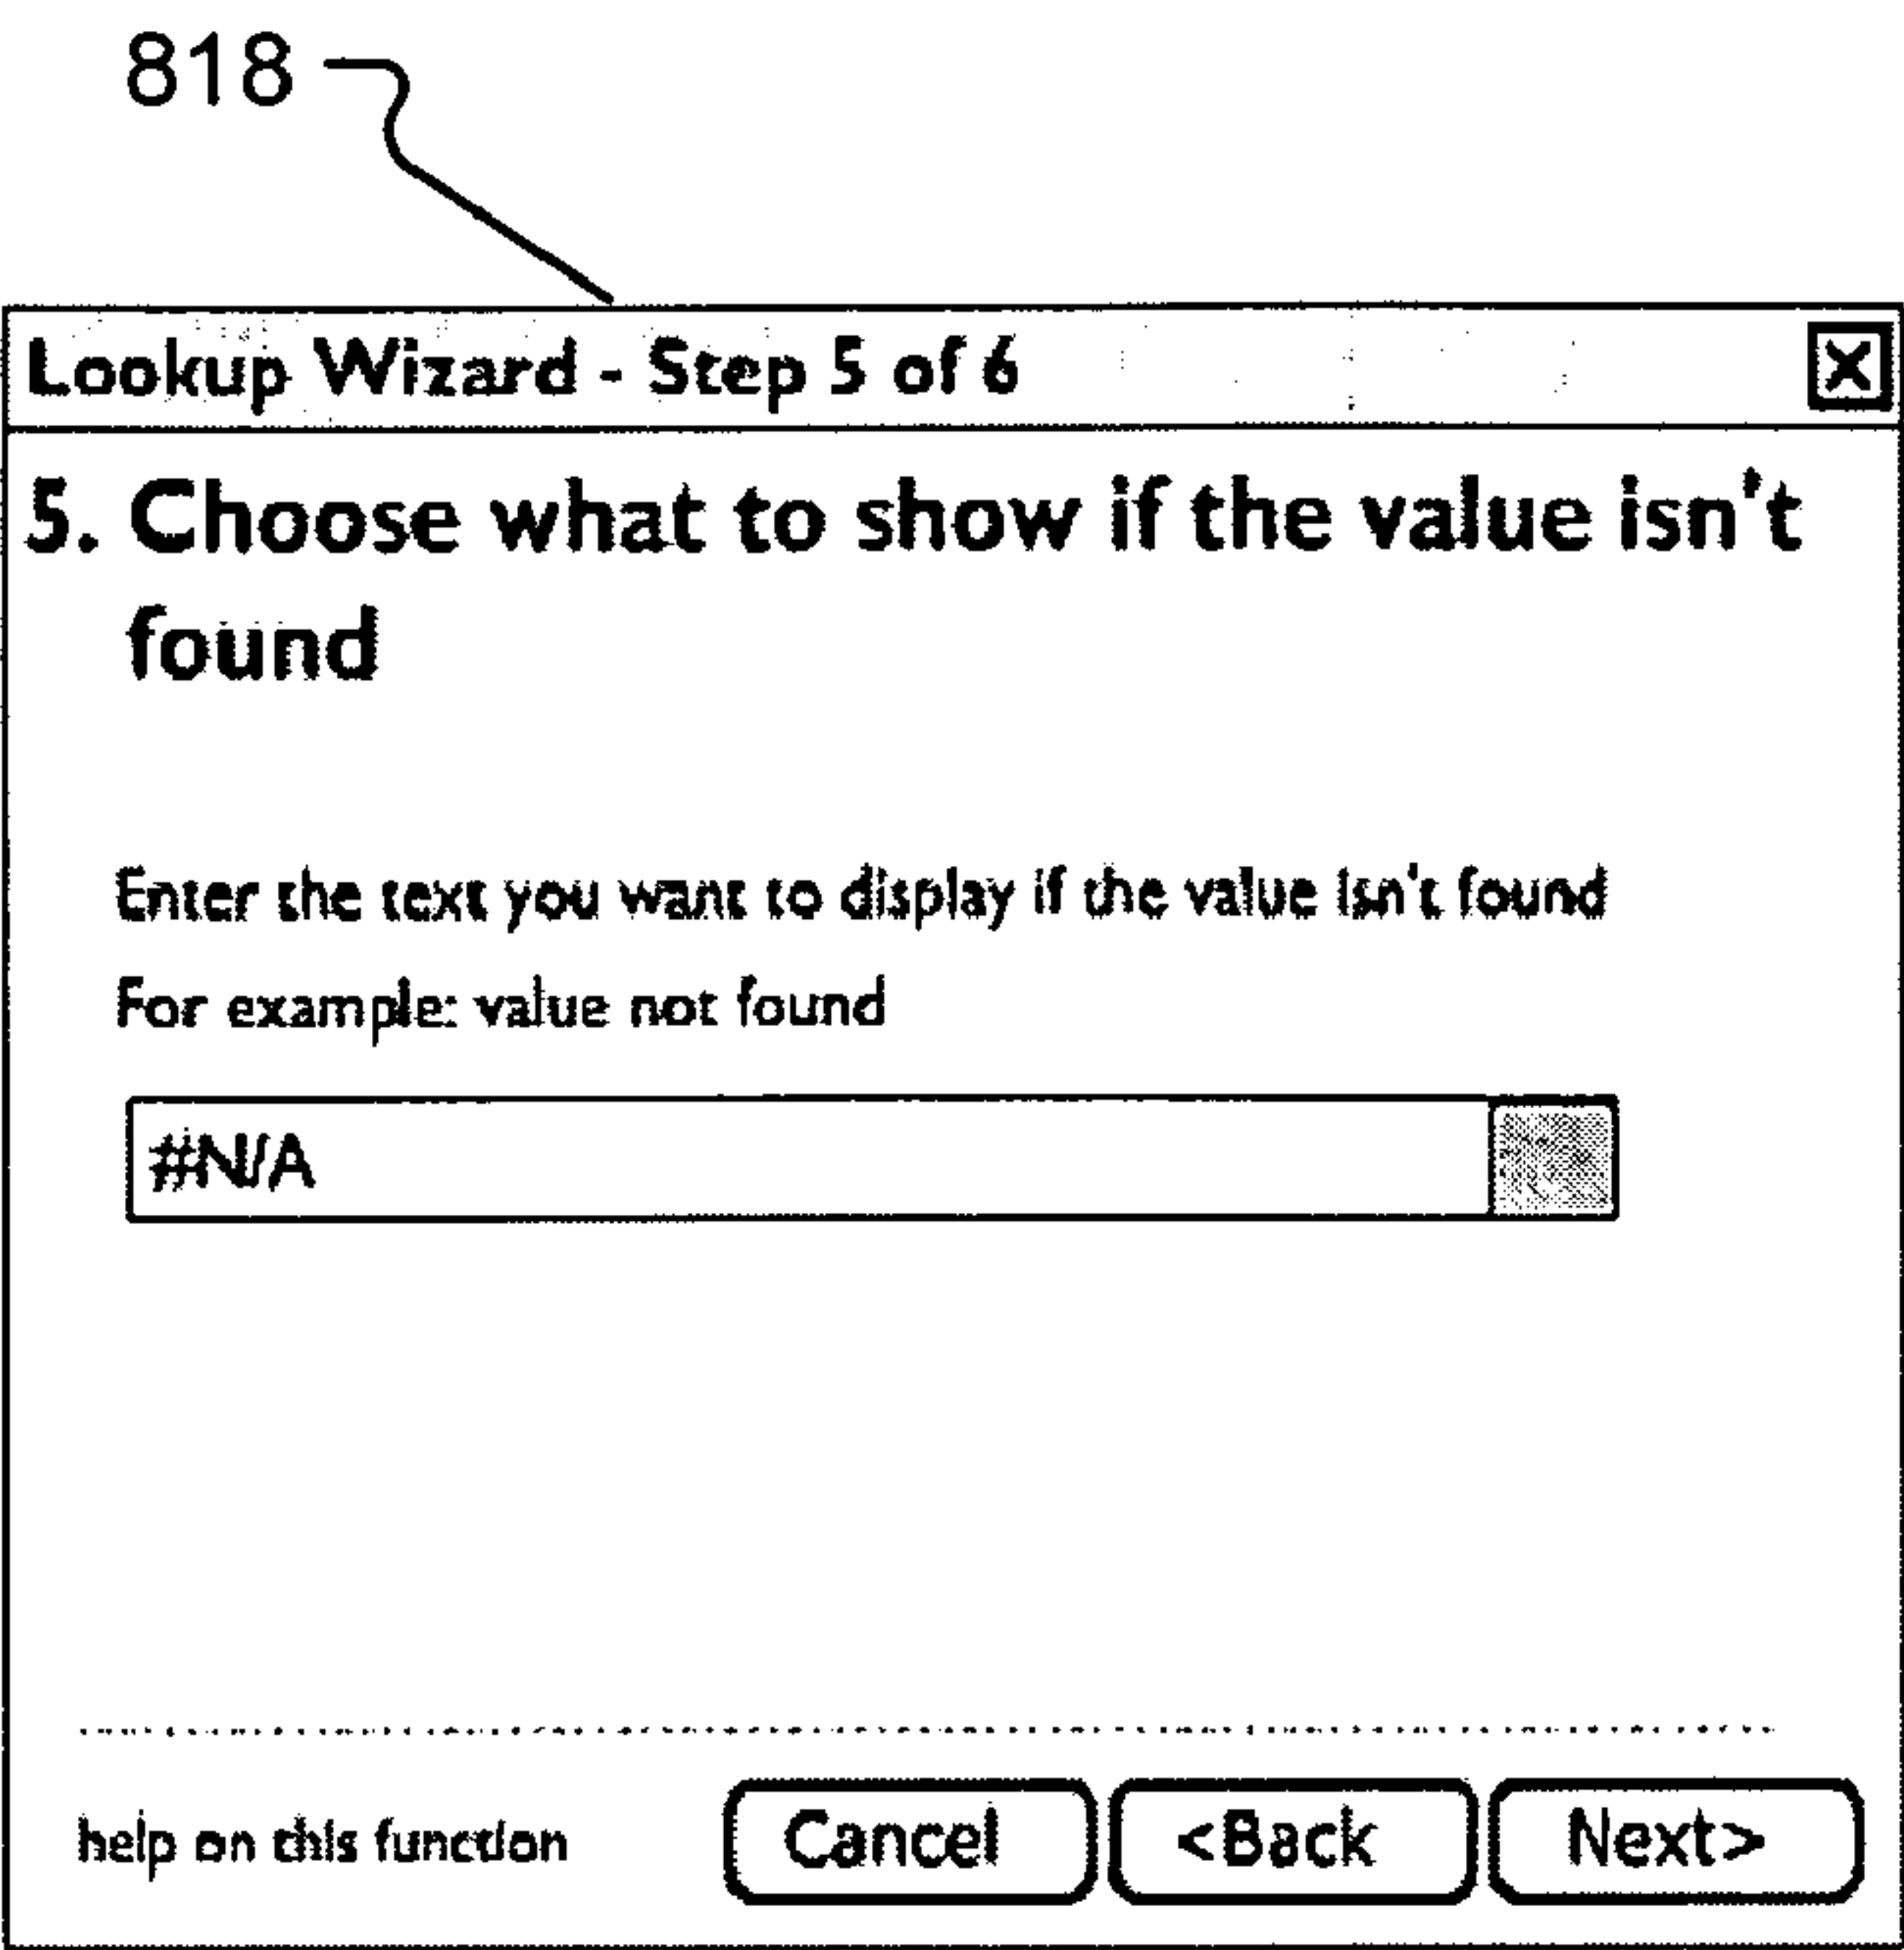 818
Lookup Wizard - Step 5 of 6
5. Choose what to show if the value isn't
found
Enter the text you want to display if the value isn't found
For example: value not found
#N/A
help on this function
Cancel
<Back
Next>